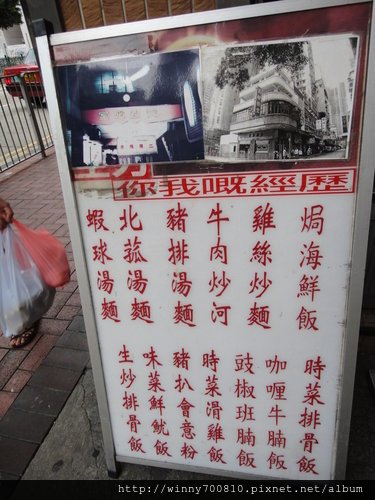 你我嘅經歷
焗海鮮飯
雞絲炒麵
牛肉炒河
豬排湯麵
北菰湯麵
蝦球湯麵
時菜排骨飯
咖喱牛腩飯
豉椒班腩飯
時菜滑雞飯
豬扒會意粉
味菜鮮魷飯
生炒排骨飯
http://winny700810.pixnet.net/album